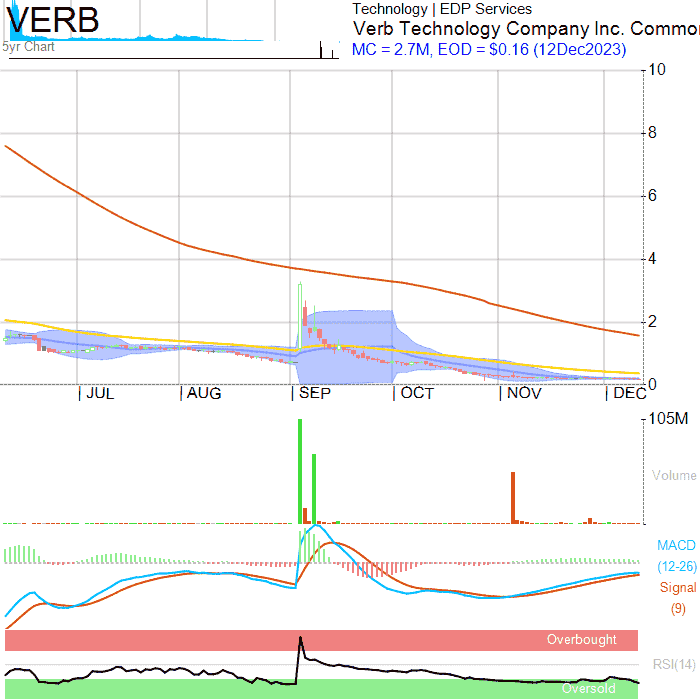 VERB
5yr Chart
Technology | EDP Services
Verb Technology Company Inc. Commo
MC = 2.7M, EOD = $0.16 (12Dec2023)
10
8
6
4
2
0
JUL
AUG
SEP
OCT
NOV
DEC
105M
Volume
MACD
(12-26)
Signal
(9)
Overbought
RSI(14)
Oversold